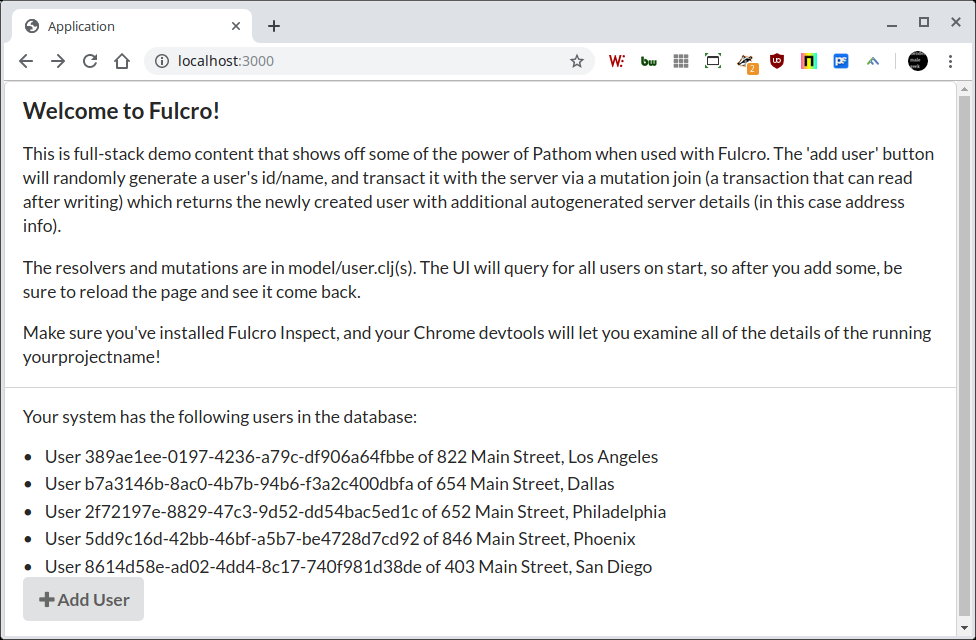 Application
localhost:3000
W:
bw
2
UD
n
PF
Welcome to Fulcro!
This is full-stack demo content that shows off some of the power of Pathom when used with Fulcro. The 'add user' button
will randomly generate a user's id/name, and transact it with the server via a mutation join (a transaction that can read
after writing) which returns the newly created user with additional autogenerated server details (in this case address
info).
The resolvers and mutations are in model/user.clj(s). The UI will query for all users on start, so after you add some, be
sure to reload the page and see it come back.
Make sure you've installed Fulcro Inspect, and your Chrome devtools will let you examine all of the details of the running
yourprojectname!
Your system has the following users in the database:
• User 389ae1ee-0197-4236-a79c-df906a64fbbe of 822 Main Street, Los Angeles
• User b7a3146b-8ac0-4b7b-94b6-f3a2c400dbfa of 654 Main Street, Dallas
• User 2f72197e-8829-47c3-9d52-dd54bac5ed1c of 652 Main Street, Philadelphia
• User 5dd9c16d-42bb-46bf-a5b7-be4728d7cd92 of 846 Main Street, Phoenix
• User 8614d58e-ad02-4dd4-8c17-740f981d38de of 403 Main Street, San Diego
Add User